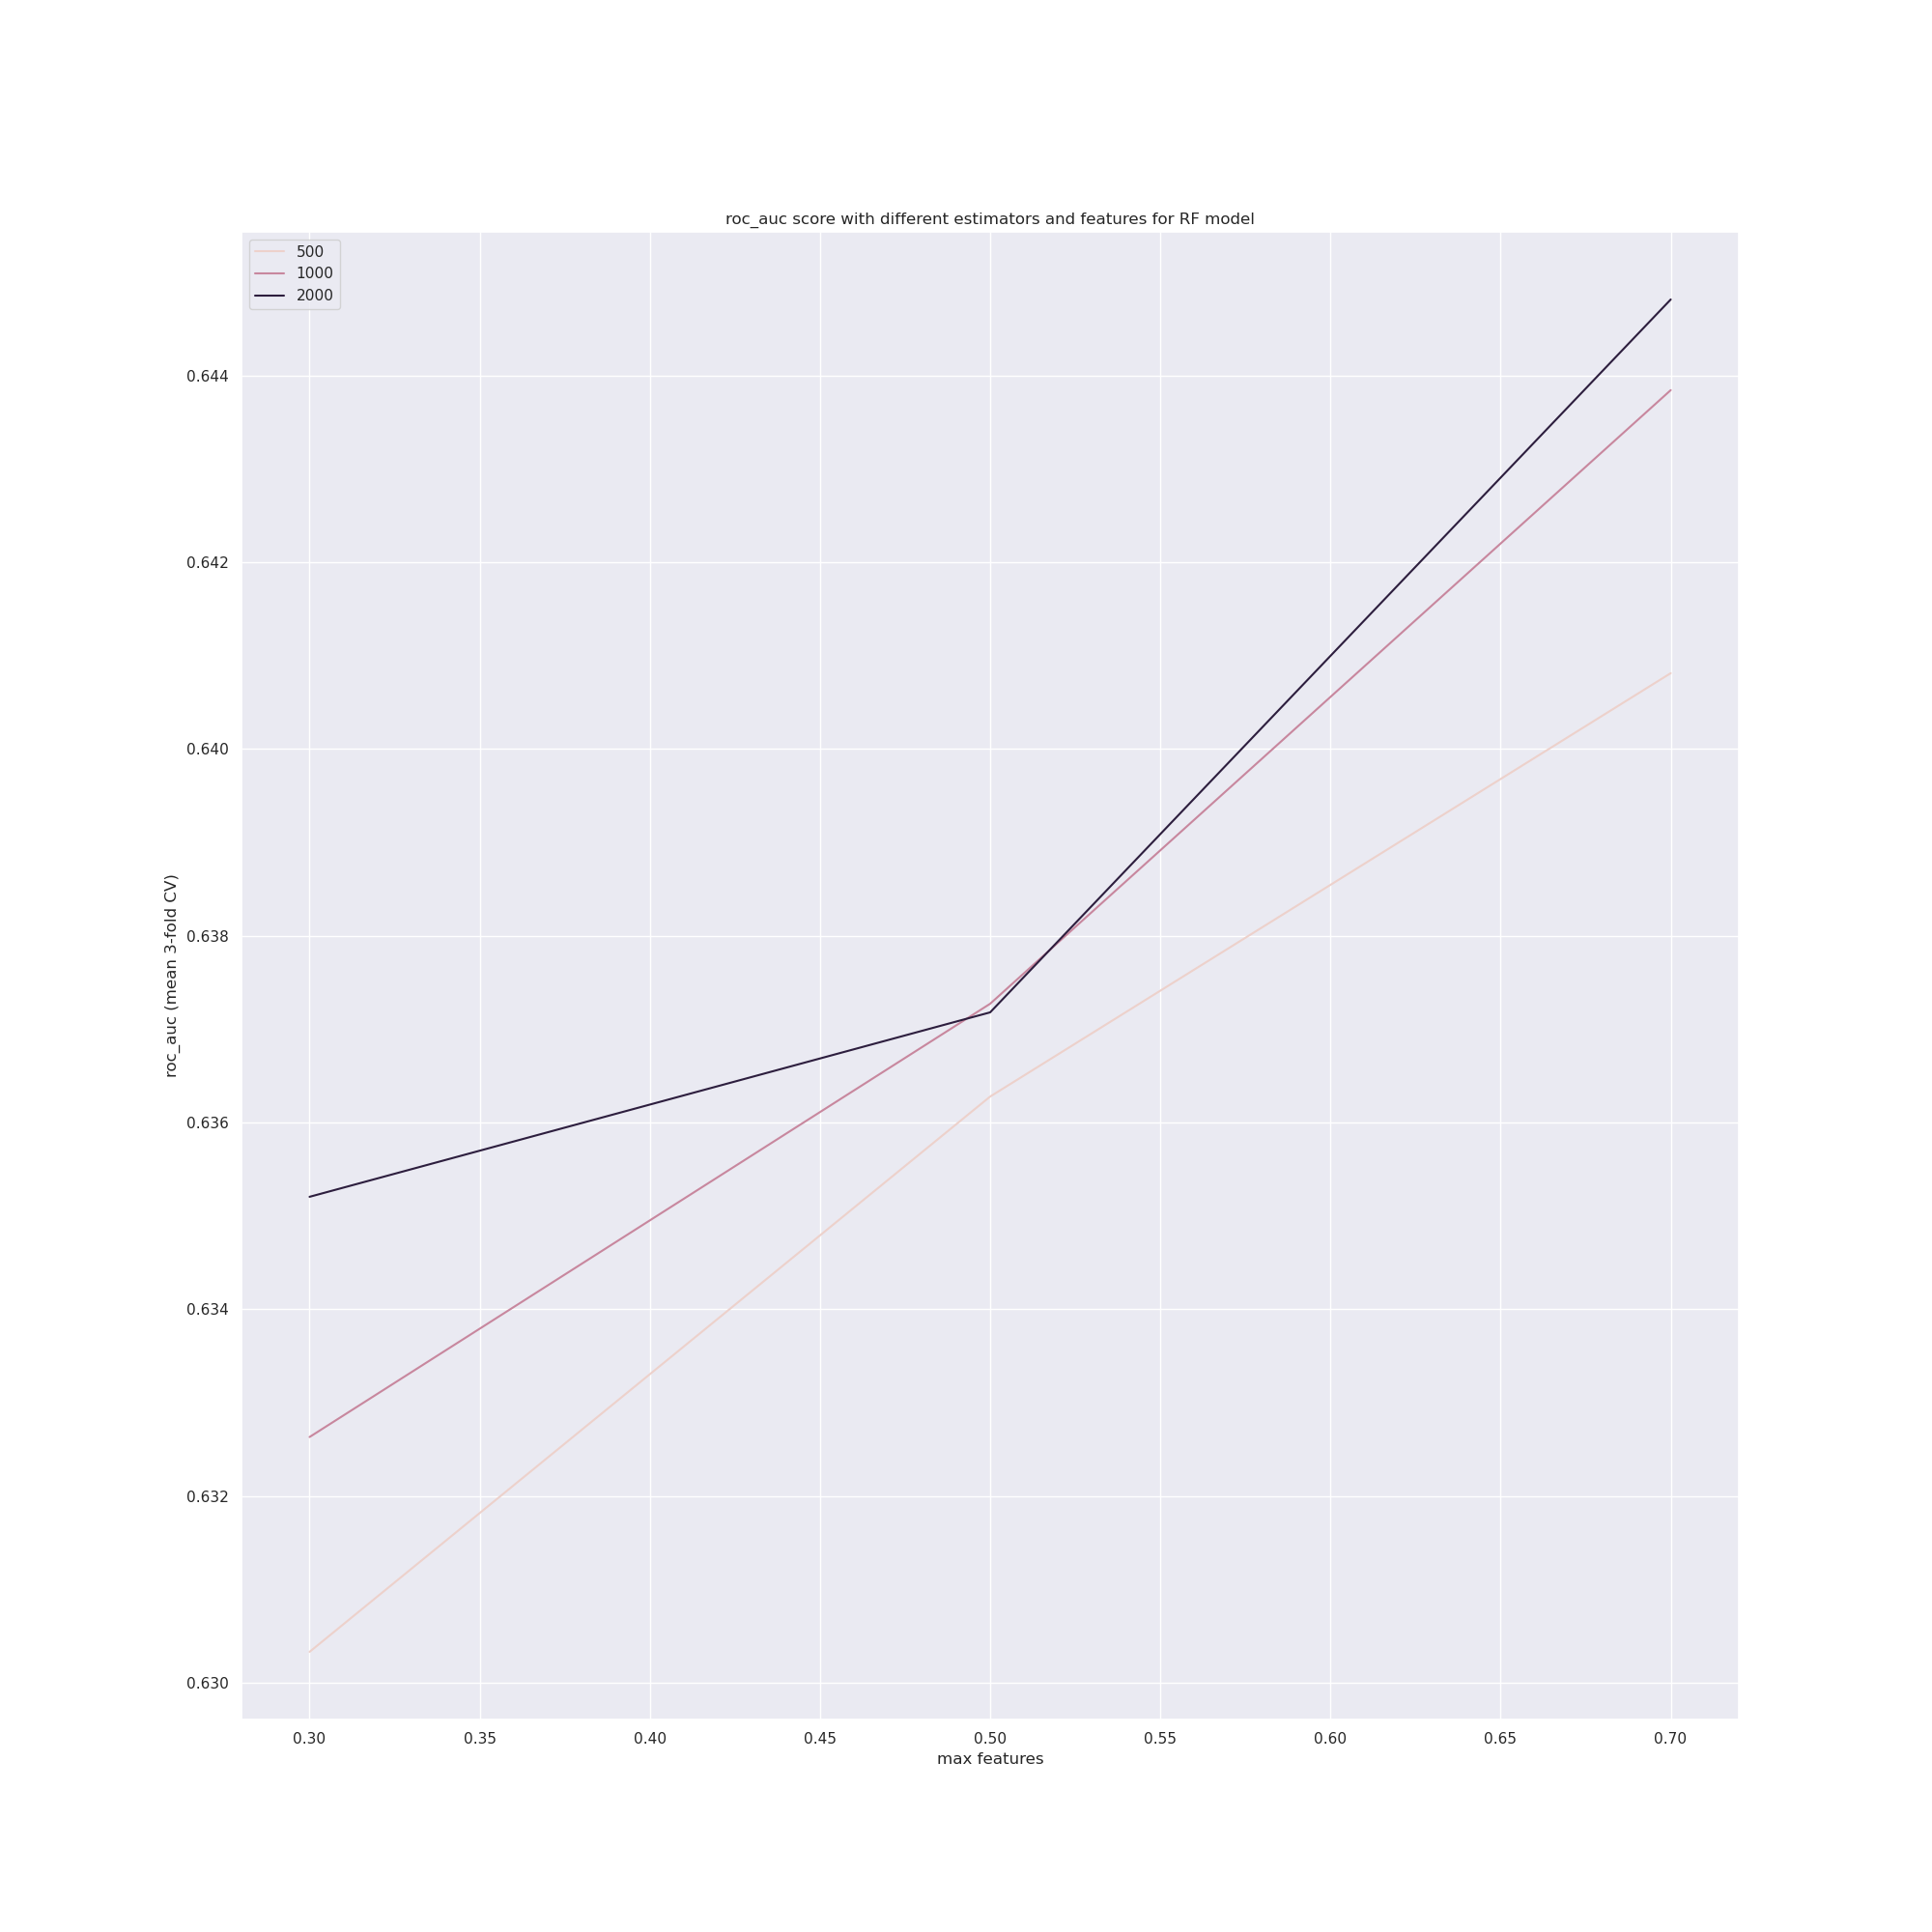 roc_auc score with different estimators and features for RF model
500
1000
2000
roc_auc (mean 3-fold CV)
0.644
0.642
0.640
0.638
0.636
0.634
0.632
0.630
0.30 0.35 0.40 0.45 0.50 0.55 0.60 0.65 0.70
max features